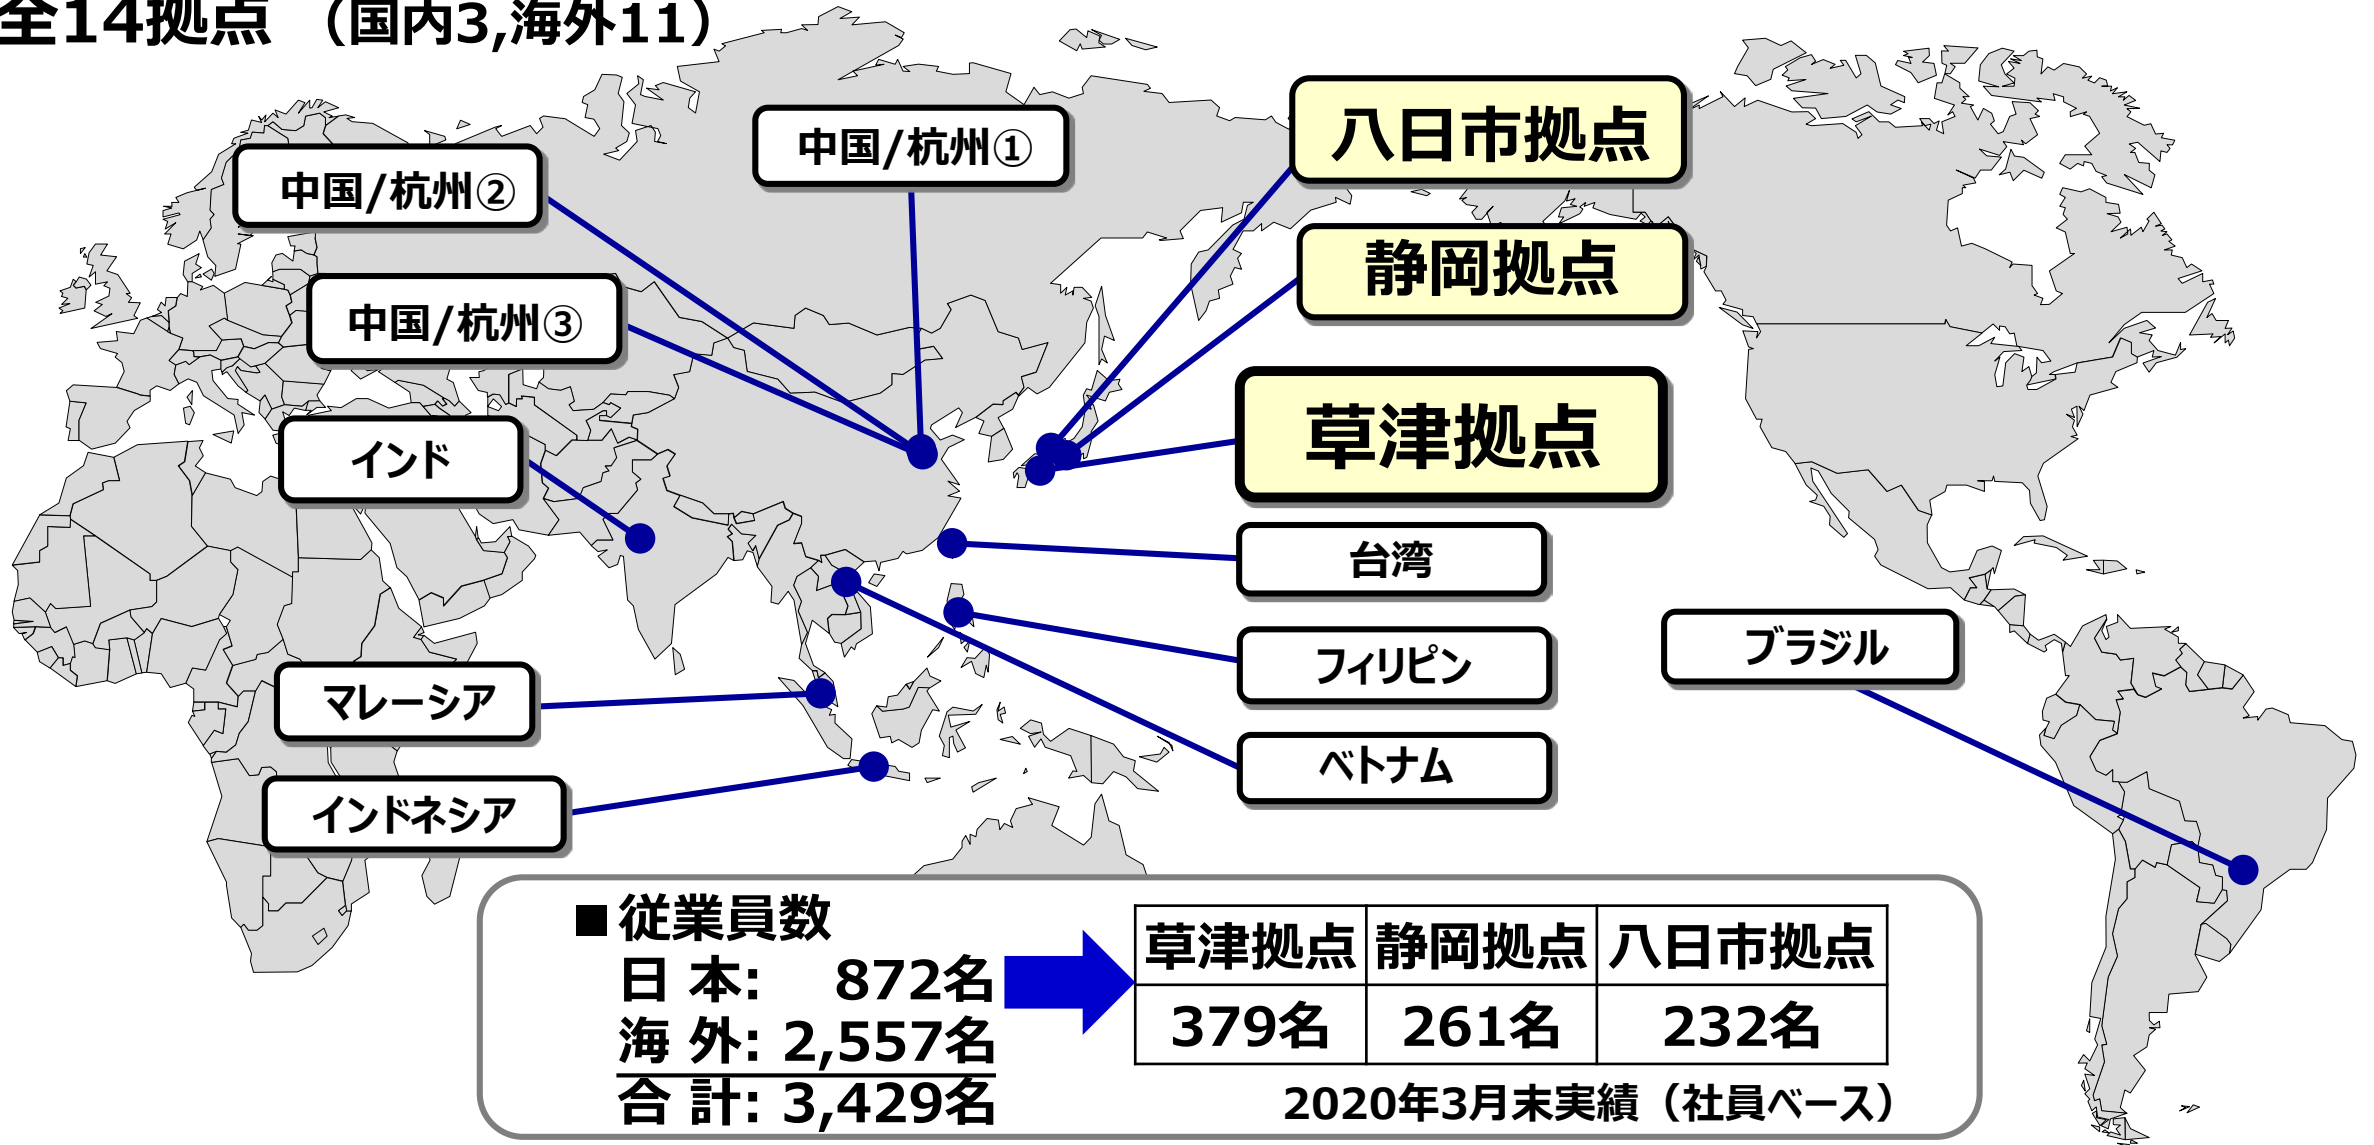 全14拠点 （国内3,海外11）
中国/杭州①
八日市拠点
中国/杭州②
静岡拠点
中国/杭州③
草津拠点
インド
台湾
フィリピン
ブラジル
マレーシア
ベトナム
インドネシア
■従業員数
日 本: 872名
海 外: 2,557名
合 計: 3,429名
草津拠点 静岡拠点 八日市拠点
379名 261名 232名
2020年3月末実績（社員ベース）